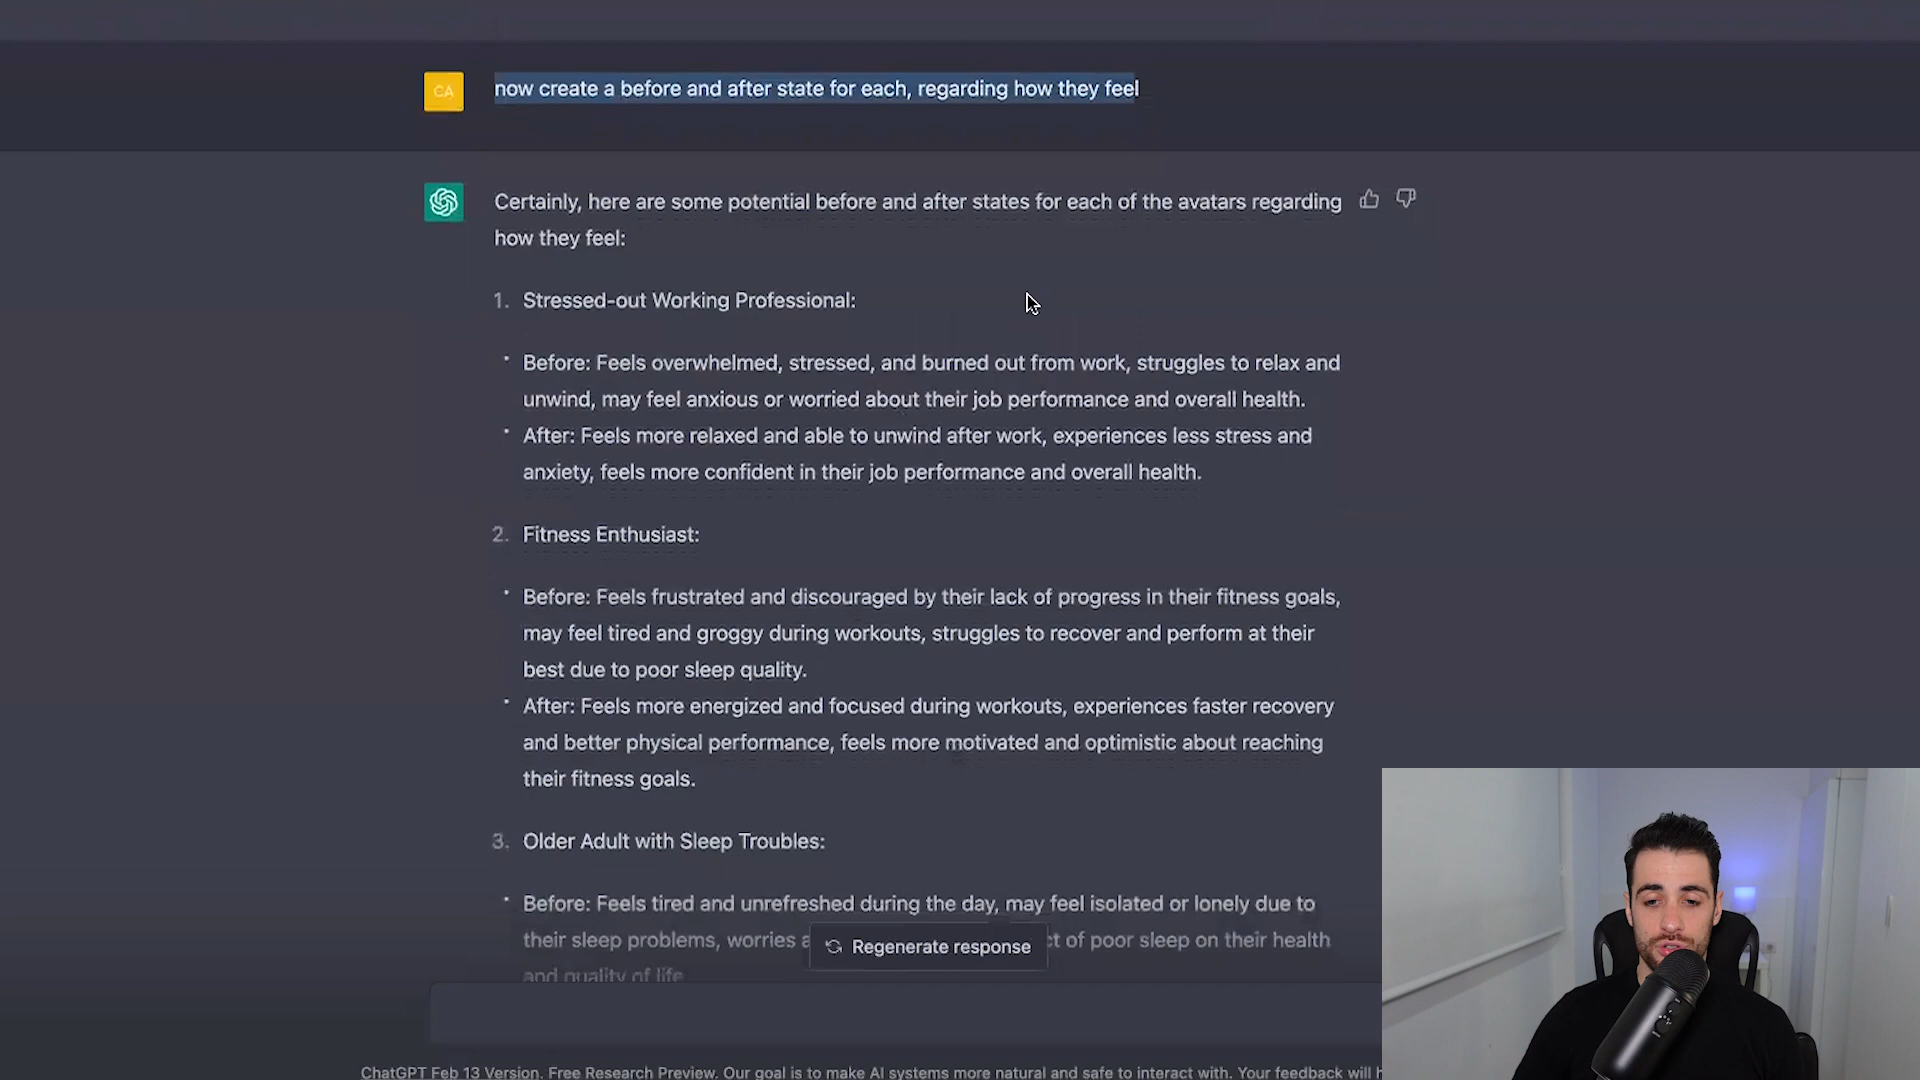 CA
now create a before and after state for each, regarding how they feel
Certainly, here are some potential before and after states for each of the avatars regarding
how they feel:
1. Stressed-out Working Professional:
· Before: Feels overwhelmed, stressed, and burned out from work, struggles to relax and
unwind, may feel anxious or worried about their job performance and overall health.
· After: Feels more relaxed and able to unwind after work, experiences less stress and
anxiety, feels more confident in their job performance and overall health.
2. Fitness Enthusiast:
· Before: Feels frustrated and discouraged by their lack of progress in their fitness goals,
may feel tired and groggy during workouts, struggles to recover and perform at their
best due to poor sleep quality.
· After: Feels more energized and focused during workouts, experiences faster recovery
and better physical performance, feels more motivated and optimistic about reaching
their fitness goals.
3. Older Adult with Sleep Troubles:
· Before: Feels tired and unrefreshed during the day, may feel isolated or lonely due to
their sleep problems, worries
Regenerate response
of poor sleep on their health
and quality of life
ChatGPT Feb 13 Version. Free Research Preview. Our goal is to make AI systems more natural and safe to interact with. Your feedback will